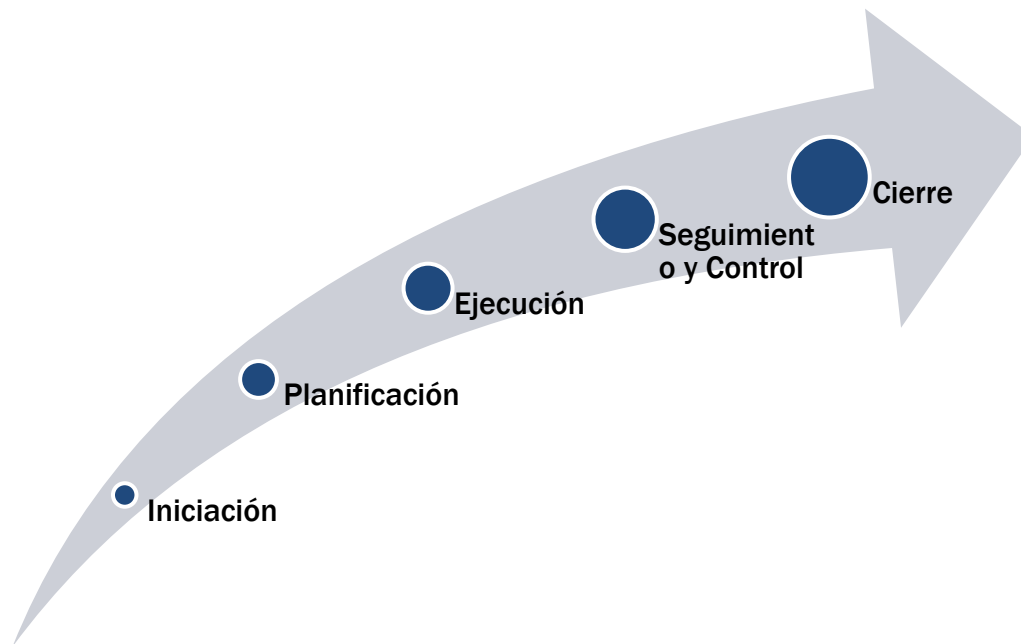 Cierre
Seguimient
o y Control
Ejecución
Planificación
Iniciación